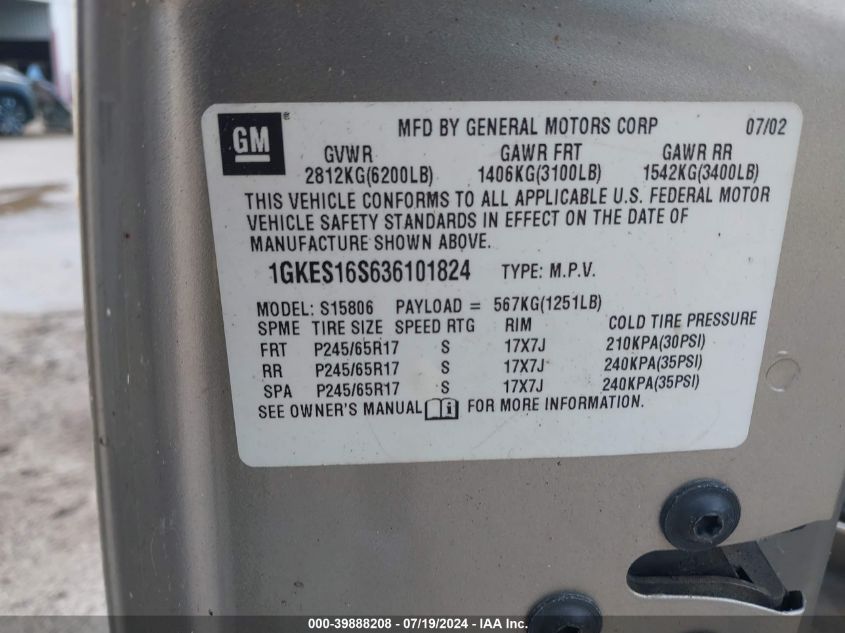 GM ® MFD BY GENERAL MOTORS CORP 07/02
GVWR GAWR FRT GAWR RR
2812KG(6200LB) 1406KG(3100LB) 1542KG(3400LB)
THIS VEHICLE CONFORMS TO ALL APPLICABLE U.S. FEDERAL MOTOR
VEHICLE SAFETY STANDARDS IN EFFECT ON THE DATE OF
MANUFACTURE SHOWN ABOVE.
1GKES16S636101824 TYPE: M.P.V.
MODEL: S15806 PAYLOAD = 567KG(1251LB)
SPME TIRE SIZE SPEED RTG RIM COLD TIRE PRESSURE
FRT P245/65R17 S 17X7J 210KPA(30PSI)
RR P245/65R17 S 17X7J 240KPA(35PSI)
SPA P245/65R17 S 17X7J 240KPA(35PSI)
SEE OWNER'S MANUAL i FOR MORE INFORMATION.
000-39888208 - 07/19/2024 - IAA Inc.